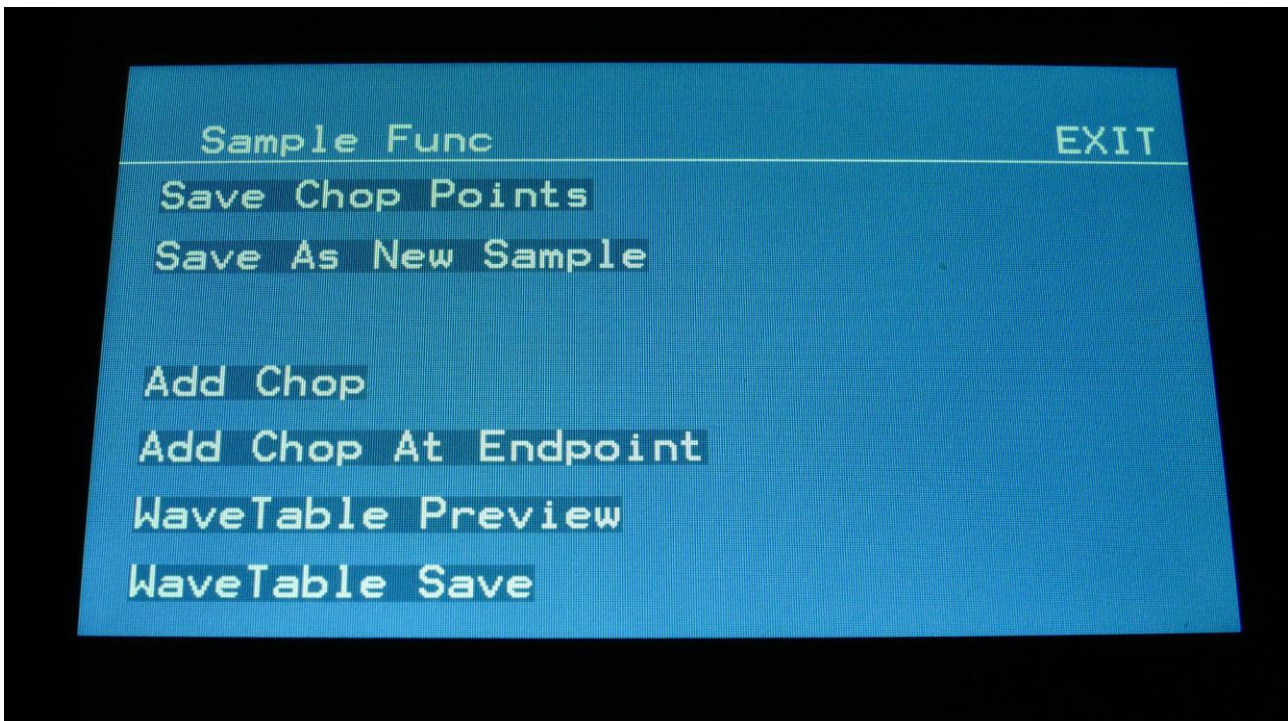 Sample Func EXIT
Save Chop Points
Save As New Sample
Add Chop
Add Chop At Endpoint
WaveTable Preview
WaveTable Save